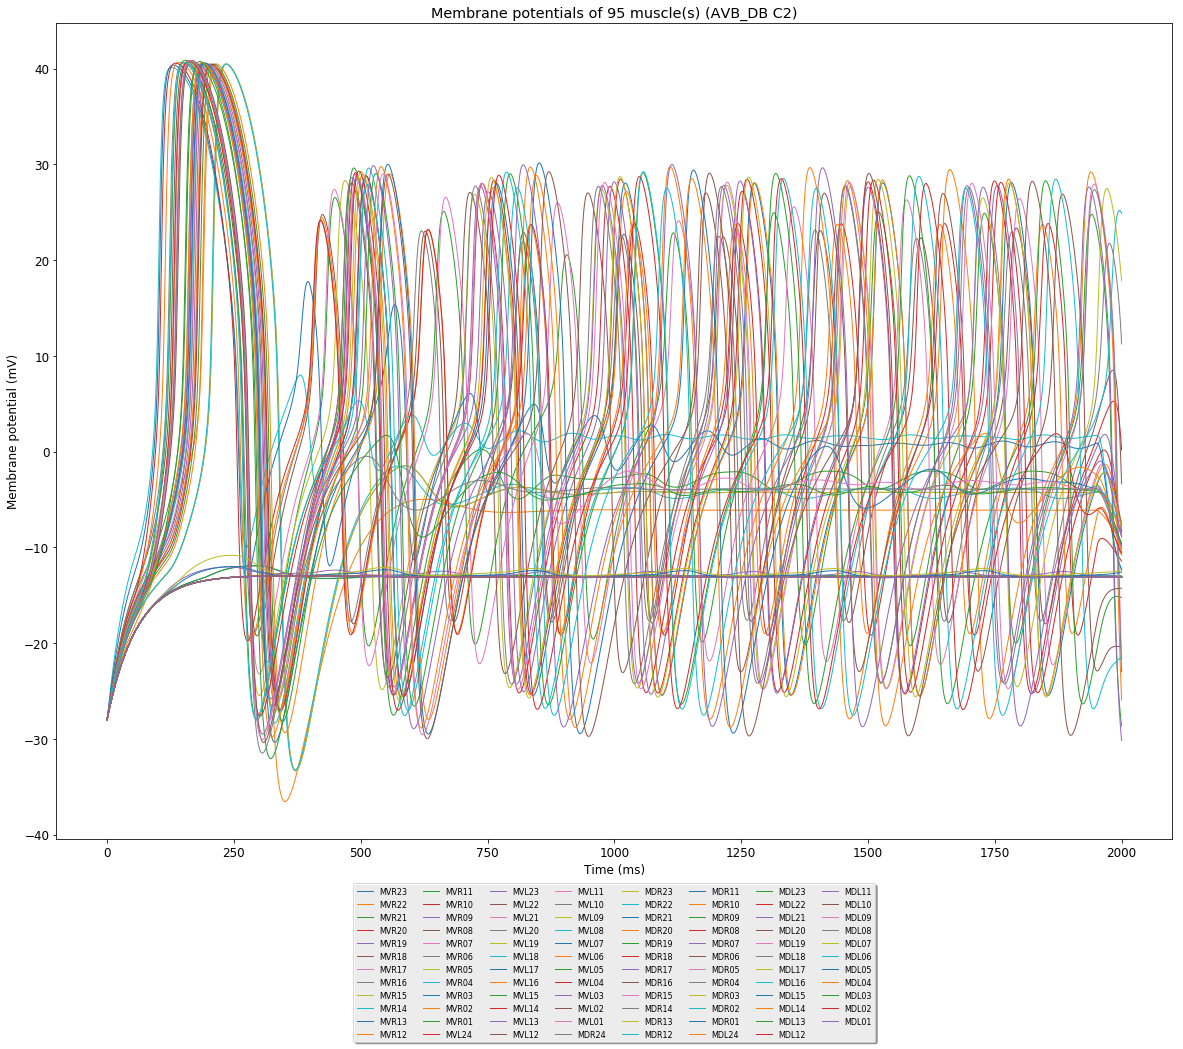 Membrane potentials of 95 muscle(s) (AVB_DB C2)
Membrane potential (mV)
40
30
20
10
0
−10
−20
−30
−40
0 250 500 750 1000 1250 1500 1750 2000
Time (ms)
MVR23 MVR11 MVL23 MVL11 MDR23 MDR11 MDL23 MDL11
MVR22 MVR10 MVL22 MVL10 MDR22 MDR10 MDL22 MDL10
MVR21 MVR09 MVL21 MVL09 MDR21 MDR09 MDL21 MDL09
MVR20 MVR08 MVL20 MVL08 MDR20 MDR08 MDL20 MDL08
MVR19 MVR07 MVL19 MVL07 MDR19 MDR07 MDL19 MDL07
MVR18 MVR06 MVL18 MVL06 MDR18 MDR06 MDL18 MDL06
MVR17 MVR05 MVL17 MVL05 MDR17 MDR05 MDL17 MDL05
MVR16 MVR04 MVL16 MVL04 MDR16 MDR04 MDL16 MDL04
MVR15 MVR03 MVL15 MVL03 MDR15 MDR03 MDL15 MDL03
MVR14 MVR02 MVL14 MVL02 MDR14 MDR02 MDL14 MDL02
MVR13 MVR01 MVL13 MVL01 MDR13 MDR01 MDL13 MDL01
MVR12 MVL24 MVL12 MDR24 MDR12 MDL24 MDL12